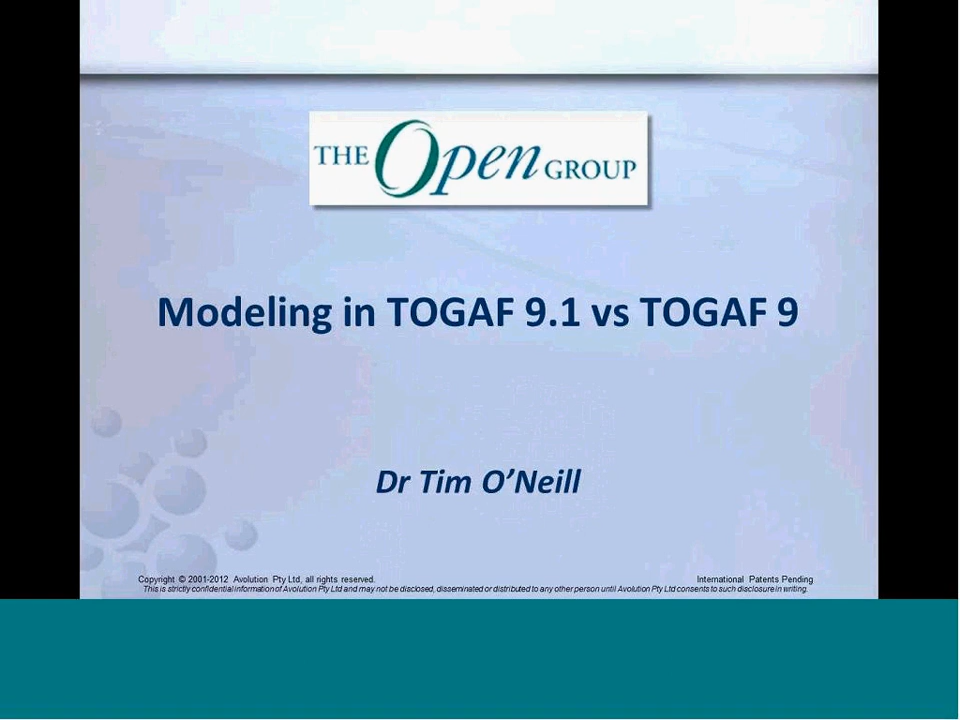 THE Open GROUP
Modeling in TOGAF 9.1 vs TOGAF 9
Dr Tim O’Neill
Copyright © 2001-2012 Avolution Pty Ltd, all rights reserved. International Patents Pending
This is strictly confidential information of Avolution Pty Ltd and may not be disclosed, disseminated or distributed to any other person until Avolution Pty Ltd consents to such disclosure in writing.